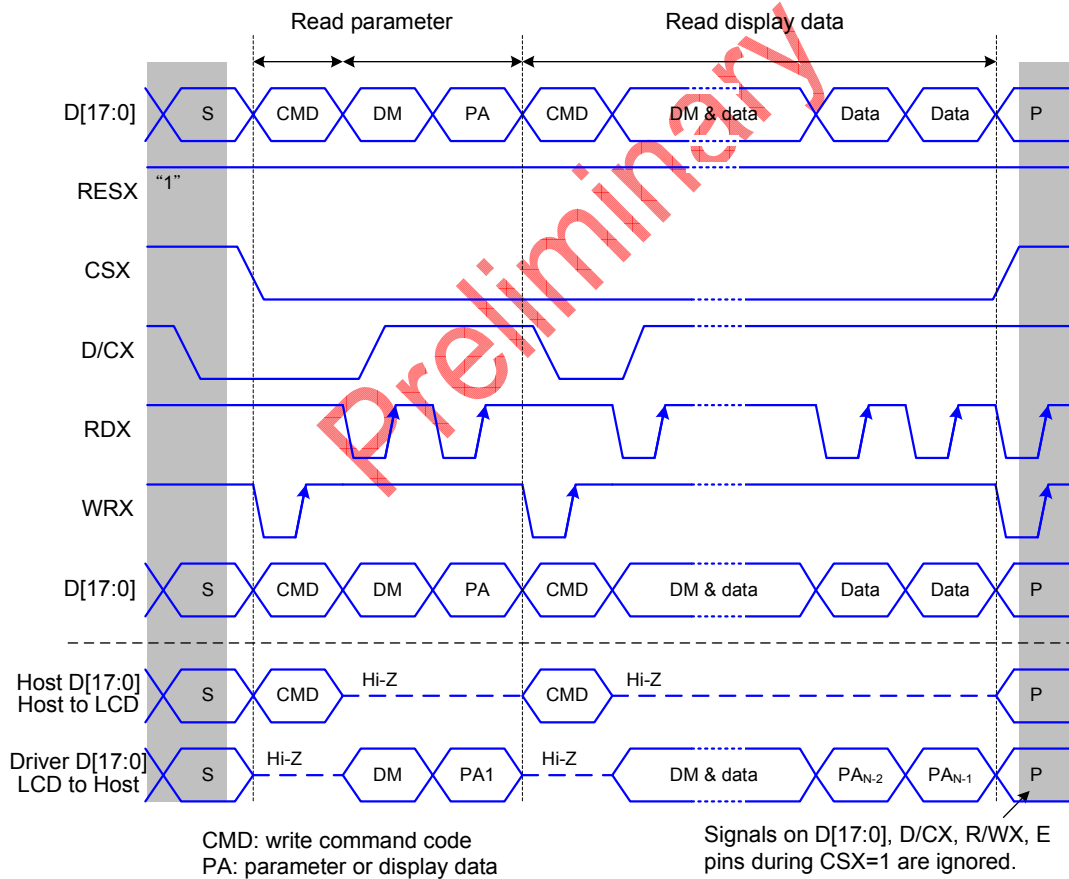 Read parameter
Read display data
D[17:0]
S
CMD
DM
PA
CMD
DM & data
Data
Data
P
RESX
“1”
CSX
D/CX
RDX
WRX
D[17:0]
S
CMD
DM
PA
CMD
DM & data
Data
Data
P
Host D[17:0]
Host to LCD
S
CMD
Hi-Z
CMD
Hi-Z
P
Driver D[17:0]
LCD to Host
S
Hi-Z
DM
PA1
Hi-Z
DM & data
PAN-2
PAN-1
P
CMD: write command code
PA: parameter or display data
Signals on D[17:0], D/CX, R/WX, E
pins during CSX=1 are ignored.
Preliminary